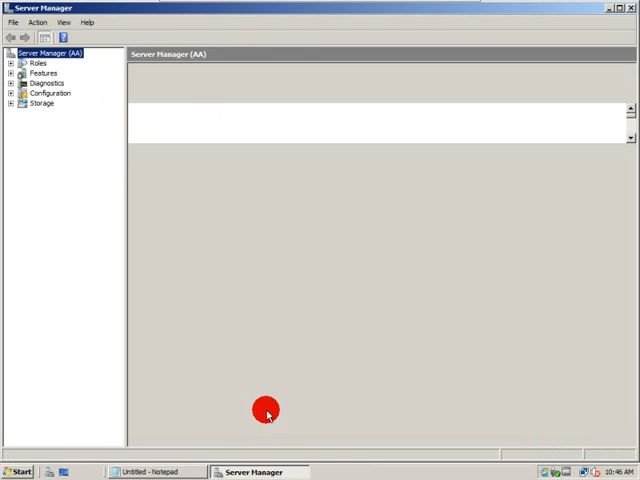 Server Manager
File Action View Help
Server Manager (AA)
Roles
Features
Diagnostics
Configuration
Storage
Server Manager (AA)
Start
Untitled - Notepad
Server Manager
10:46 AM